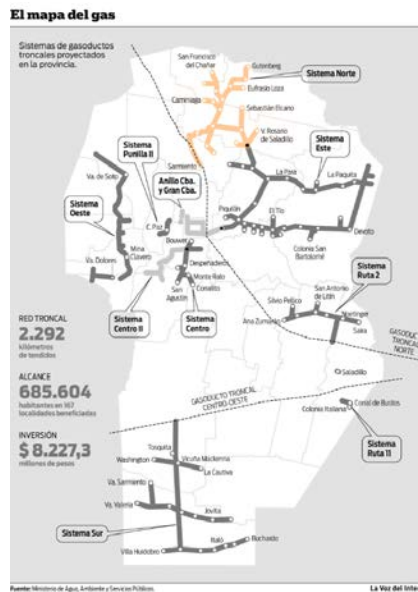 El mapa del gas
Sistemas de gasoductos
troncales proyectados
en la provincia.
San Francisco
del Chañar
Gutenberg
Sistema Norte
Eufrasio Loza
Caminiaga
Sebastián Elcano
V. Rosario
de Saladillo
Sistema
Este
Sistema
Punilla II
Sarmiento
La Para
La Paquita
Va. de Soto
Anillo Cba.
y Gran Cba.
Sistema
Oeste
Piquillín
El Tío
C. Paz
Devoto
Bouwer
Colonia San
Bartolomé
Mina
Clavero
Despeñaderos
Sistema
Ruta 2
Va. Dolores
Monte Ralo
San Antonio
de Litín
Corralito
Silvio Pellico
San
Agustín
Noetinger
Sistema
Centro II
Sistema
Centro
Ana Zumarán
Saira
RED TRONCAL
2.292
kilómetros
de tendidos
GASODUCTO
TRONCAL
NORTE
Saladillo
ALCANCE
685.604
habitantes en 167
localidades beneficiadas
GASODUCTO TRONCAL
CENTRO-OESTE
Corral de Bustos
Colonia Italiana
INVERSIÓN
$ 8.227,3
millones de pesos
Sistema
Ruta 11
Tosquita
Washington
Vicuña Mackenna
La Cautiva
Va. Sarmiento
Va. Valeria
Jovita
Sistema Sur
Italó
Buchardo
Villa Huidobro
Fuente: Ministerio de Agua, Ambiente y Servicios Públicos.
La Voz del Inter